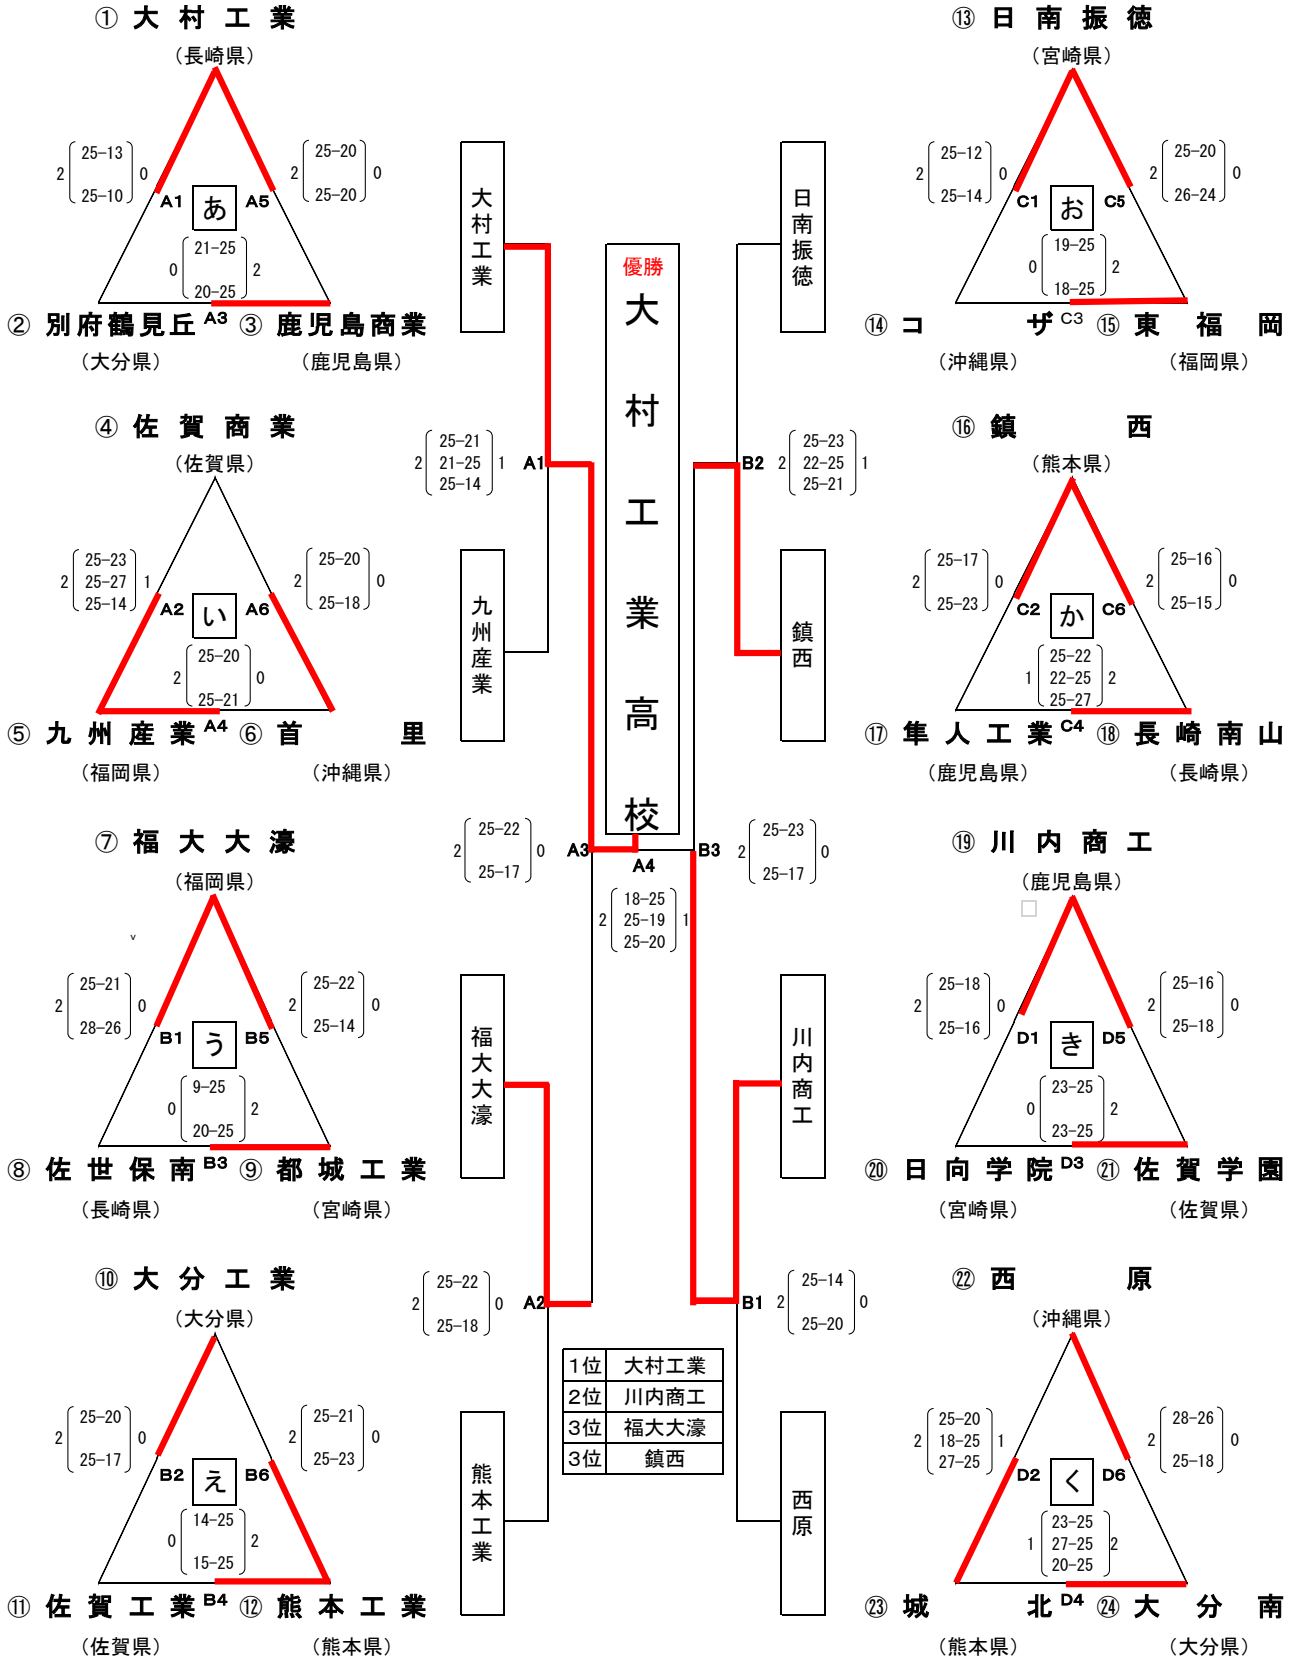 ① 大村工業
（長崎県）
2 25-13 25-10 0
A1
あ
A5
2 25-20 25-20 0
0 21-25 20-25 2
② 別府鶴見丘 A3 ③ 鹿児島商業
（大分県） （鹿児島県）
④ 佐賀商業
（佐賀県）
2 25-23 25-27 25-14 1
A2
い
A6
2 25-20 25-18 0
2 25-20 25-21 0
⑤ 九州産業 A4 ⑥ 首里
（福岡県） （沖縄県）
⑦ 福大大濠
（福岡県）
v
2 25-21 28-26 0
B1
う
B5
2 25-22 25-14 0
0 9-25 20-25 2
⑧ 佐世保南 B3 ⑨ 都城工業
（長崎県） （宮崎県）
⑩ 大分工業
（大分県）
2 25-20 25-17 0
B2
え
B6
2 25-21 25-23 0
0 14-25 15-25 2
⑪ 佐賀工業 B4 ⑫ 熊本工業
（佐賀県） （熊本県）
大村工業
2 25-21 21-25 25-14 1
A1
九州産業
2 25-22 25-17 0
A3
福大大濠
2 25-22 25-18 0
A2
熊本工業
優勝
大村工業高校
A4
2 18-25 25-19 25-20 1
1位 大村工業
2位 川内商工
3位 福大大濠
3位 鎮西
日南振徳
B2
2 25-23 22-25 25-21 1
鎮西
B3
2 25-23 25-17 0
川内商工
B1
2 25-14 25-20 0
西原
⑬ 日南振徳
（宮崎県）
2 25-12 25-14 0
C1
お
C5
2 25-20 26-24 0
0 19-25 18-25 2
⑭ コザ C3 ⑮ 東福岡
（沖縄県） （福岡県）
⑯ 鎮西
（熊本県）
2 25-17 25-23 0
C2
か
C6
2 25-16 25-15 0
1 25-22 22-25 25-27 2
⑰ 隼人工業 C4 ⑱ 長崎南山
（鹿児島県） （長崎県）
⑲ 川内商工
（鹿児島県）
2 25-18 25-16 0
D1
き
D5
2 25-16 25-18 0
0 23-25 23-25 2
⑳ 日向学院 D3 ㉑ 佐賀学園
（宮崎県） （佐賀県）
㉒ 西原
（沖縄県）
2 25-20 18-25 27-25 1
D2
く
D6
2 28-26 25-18 0
1 23-25 27-25 20-25 2
㉓ 城北 D4 ㉔ 大分南
（熊本県） （大分県）